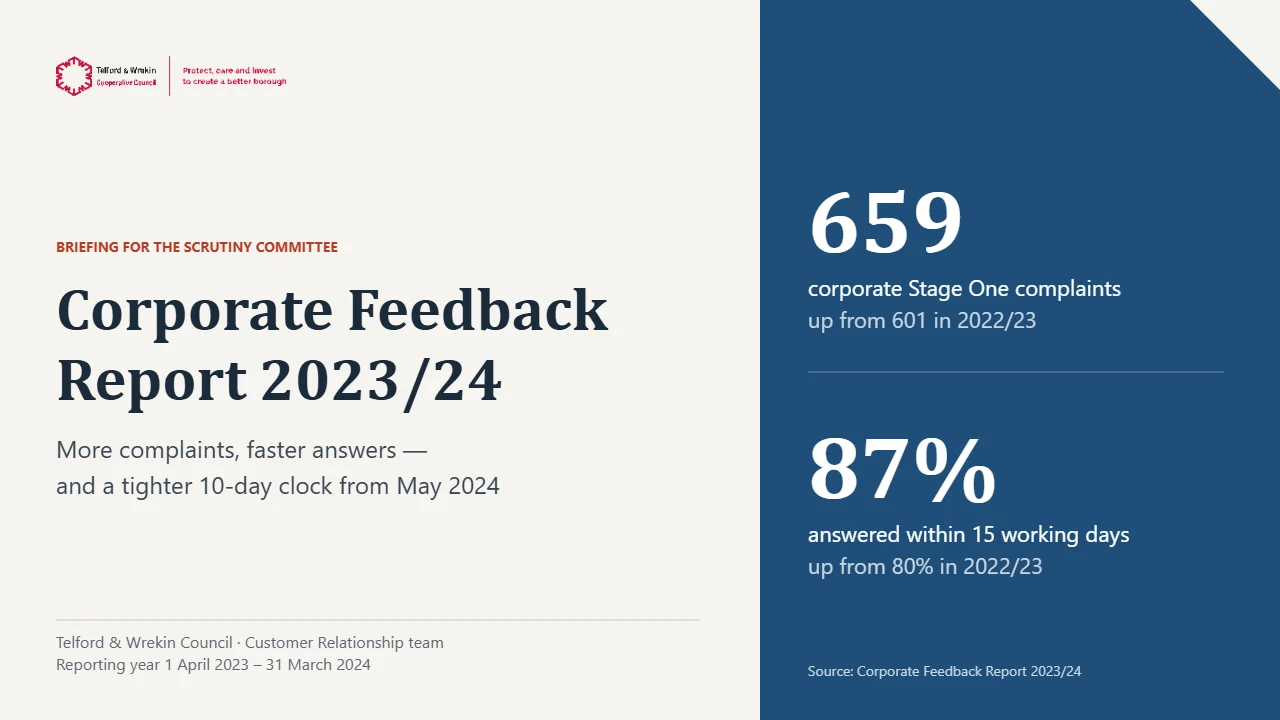 Telford & Wrekin
Cooperative Council
Protect, care and invest
to create a better borough
BRIEFING FOR THE SCRUTINY COMMITTEE
Corporate Feedback
Report 2023/24
More complaints, faster answers —
and a tighter 10-day clock from May 2024
Telford & Wrekin Council · Customer Relationship team
Reporting year 1 April 2023 – 31 March 2024
659
corporate Stage One complaints
up from 601 in 2022/23
87%
answered within 15 working days
up from 80% in 2022/23
Source: Corporate Feedback Report 2023/24